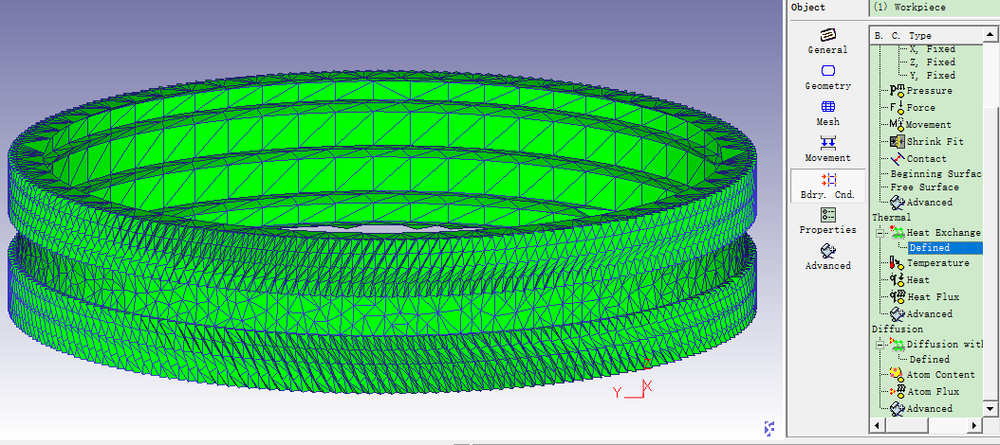 Object
(1) Workpiece
General
Geometry
Mesh
Movement
Bdry. Cnd.
Properties
Advanced
B. C. Type
X, Fixed
Z, Fixed
Y, Fixed
Pressure
Force
Movement
Shrink Fit
Contact
Beginning Surfac
Free Surface
Advanced
Thermal
Heat Exchange
Defined
Temperature
Heat
Heat Flux
Advanced
Diffusion
Diffusion wit
Defined
Atom Content
Atom Flux
Advanced
Y
X